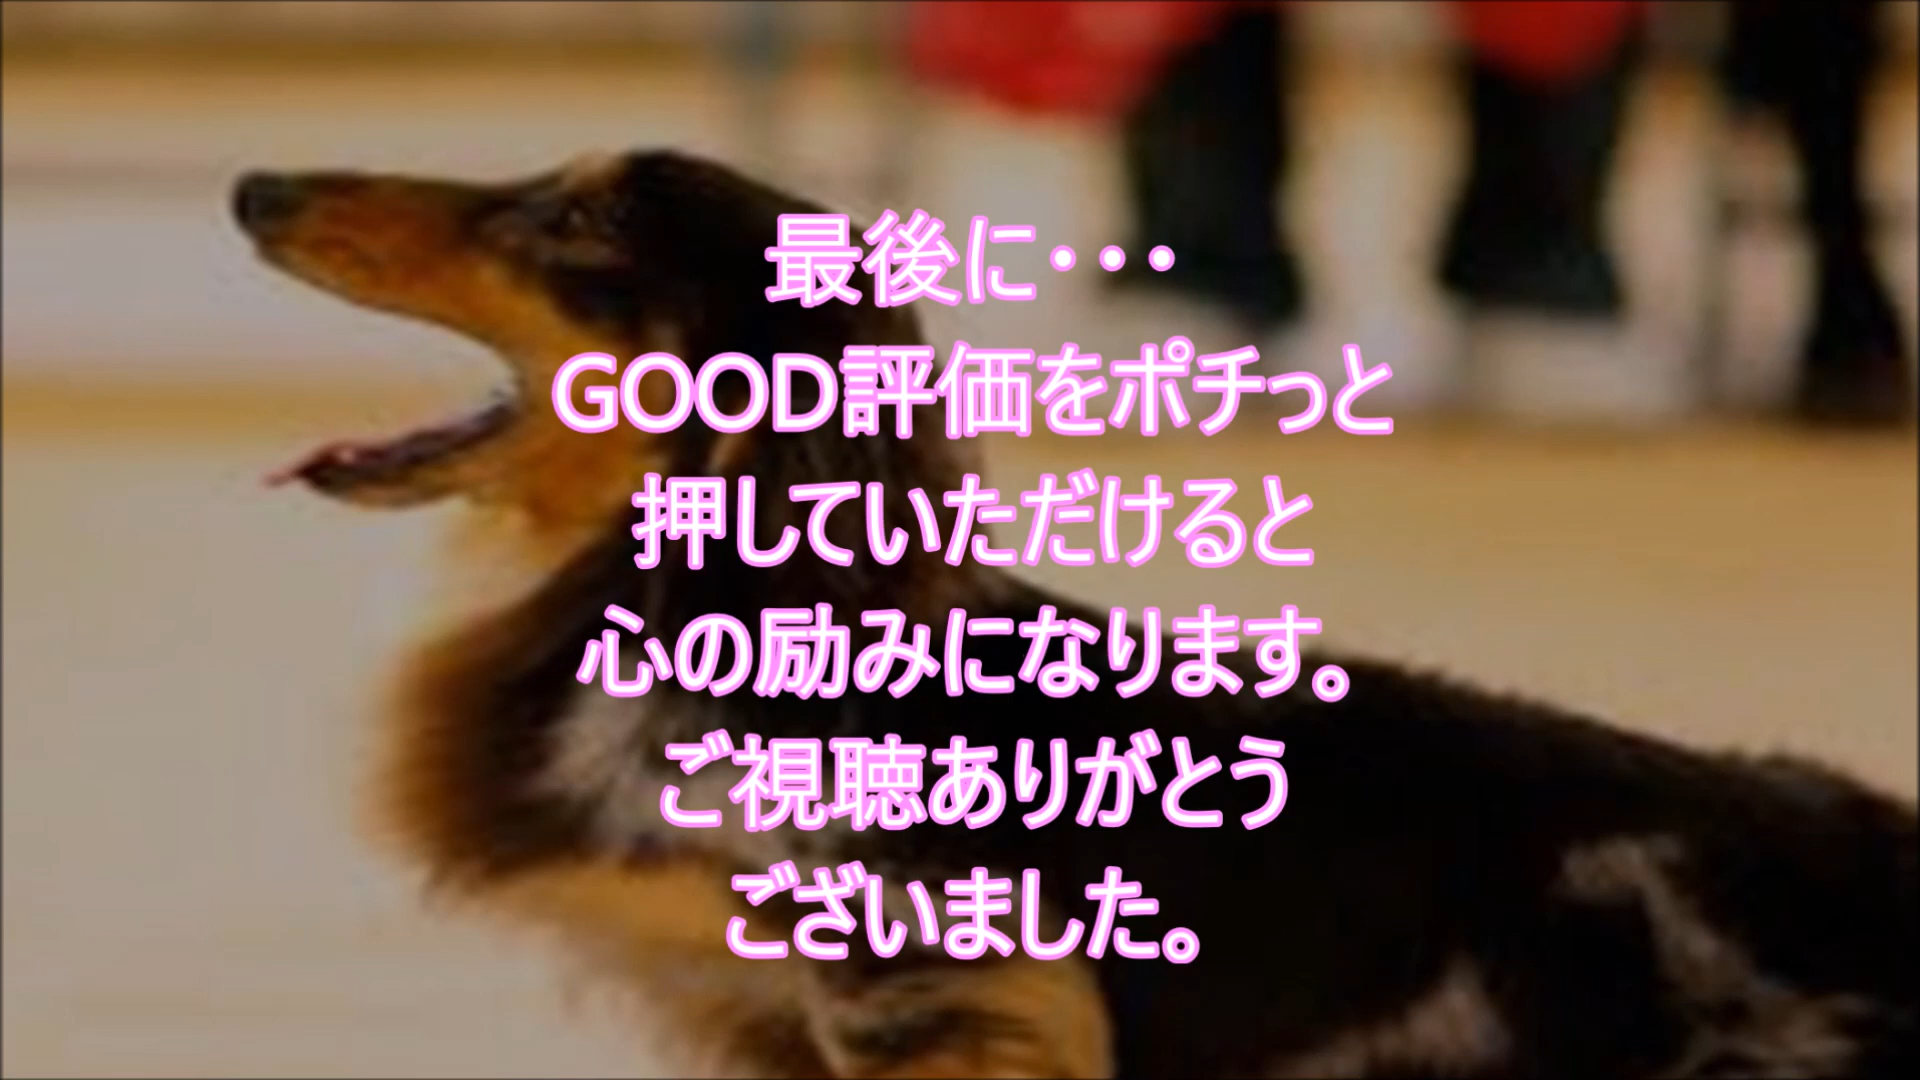 最後に・・・
GOOD評価をポチっと
押していただけると
心の励みになります。
ご視聴ありがとう
ございました。